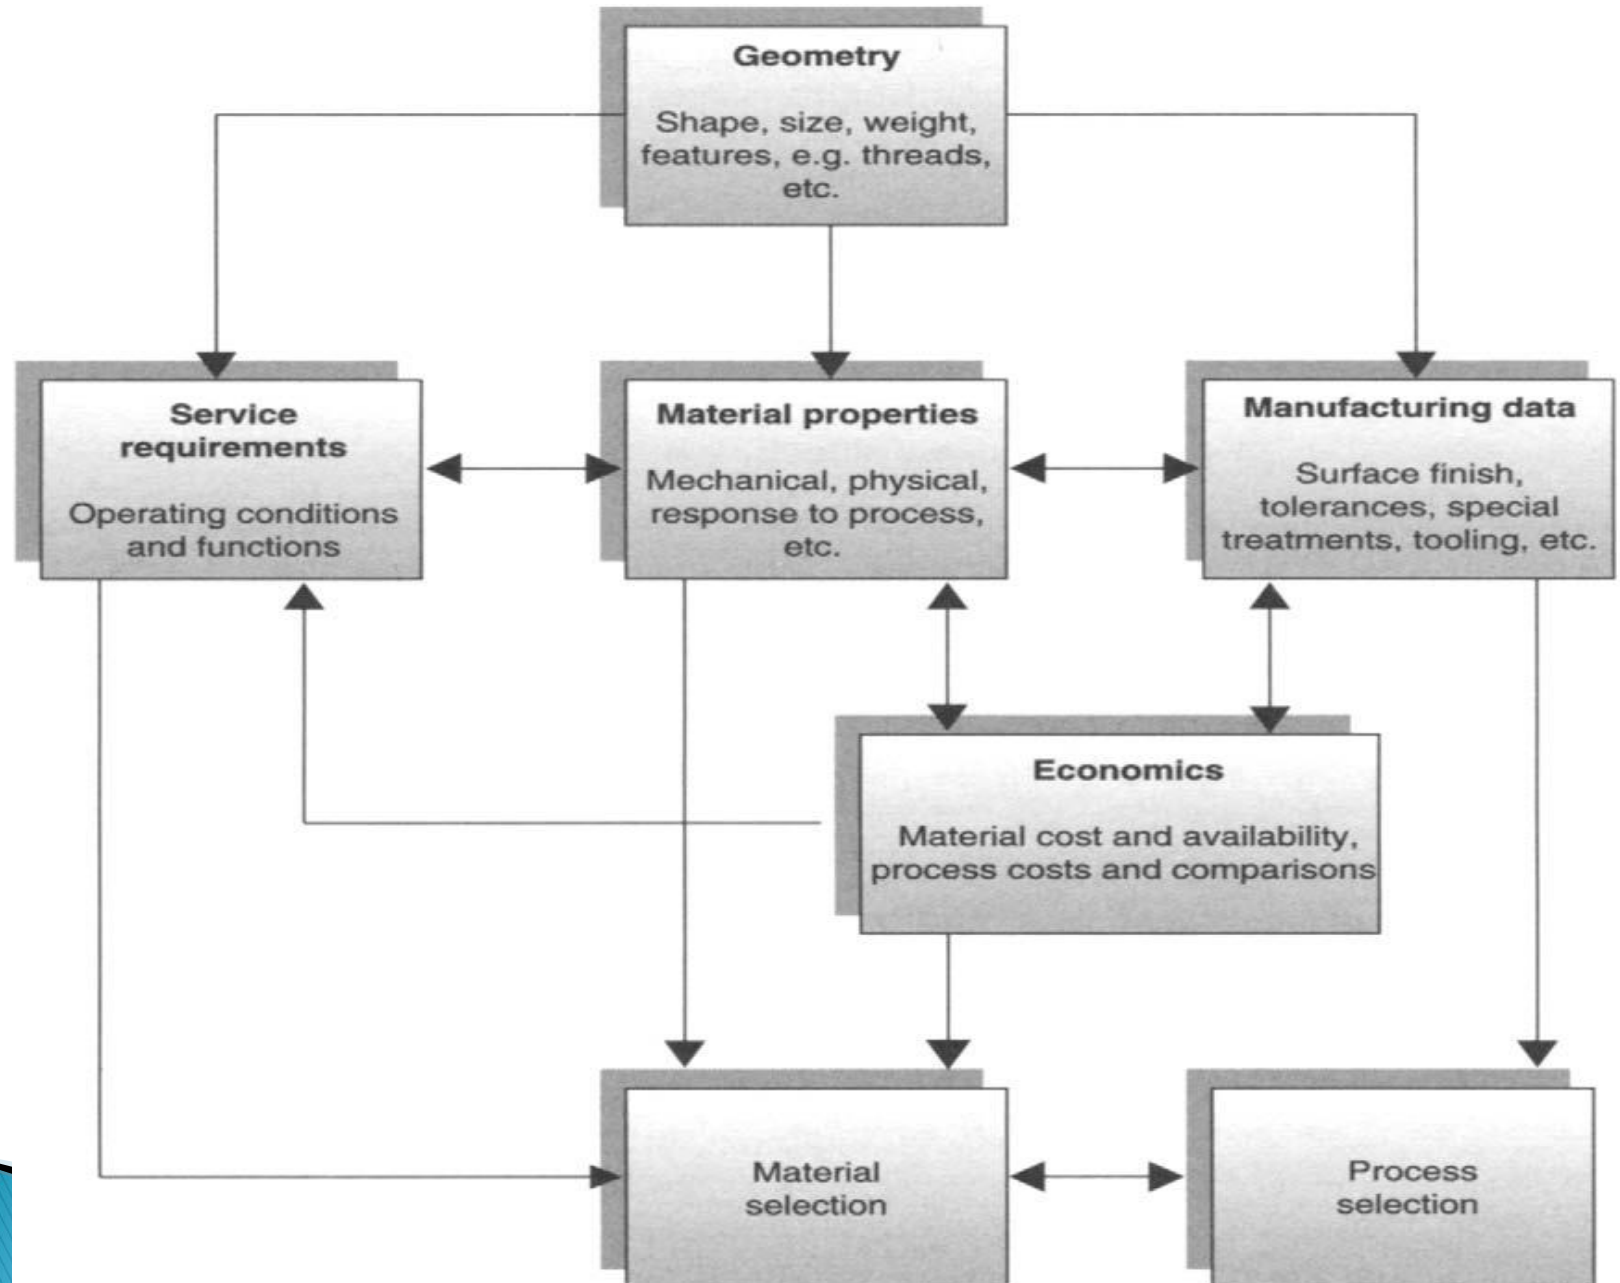 Geometry
Shape, size, weight,
features, e.g. threads,
etc.
Service
requirements
Operating conditions
and functions
Material properties
Mechanical, physical,
response to process,
etc.
Manufacturing data
Surface finish,
tolerances, special
treatments, tooling, etc.
Economics
Material cost and availability,
process costs and comparisons
Material
selection
Process
selection